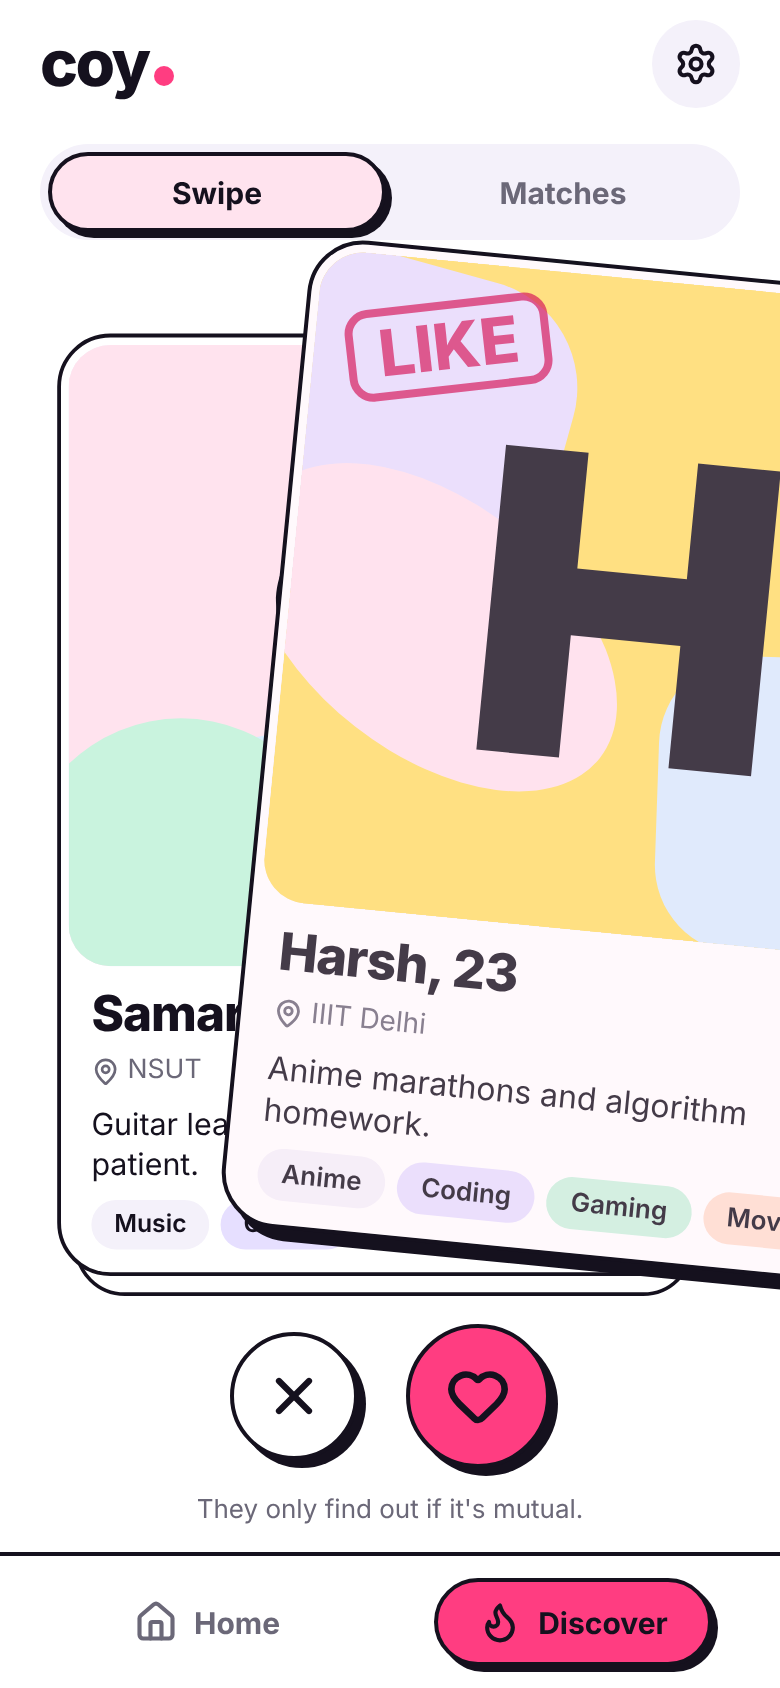 coy.
Swipe
Matches
LIKE
H
Harsh, 23
IIIT Delhi
Anime marathons and algorithm
homework.
Anime
Coding
Gaming
NSUT
Guitar
patient.
Music
They only find out if it's mutual.
Home
Discover